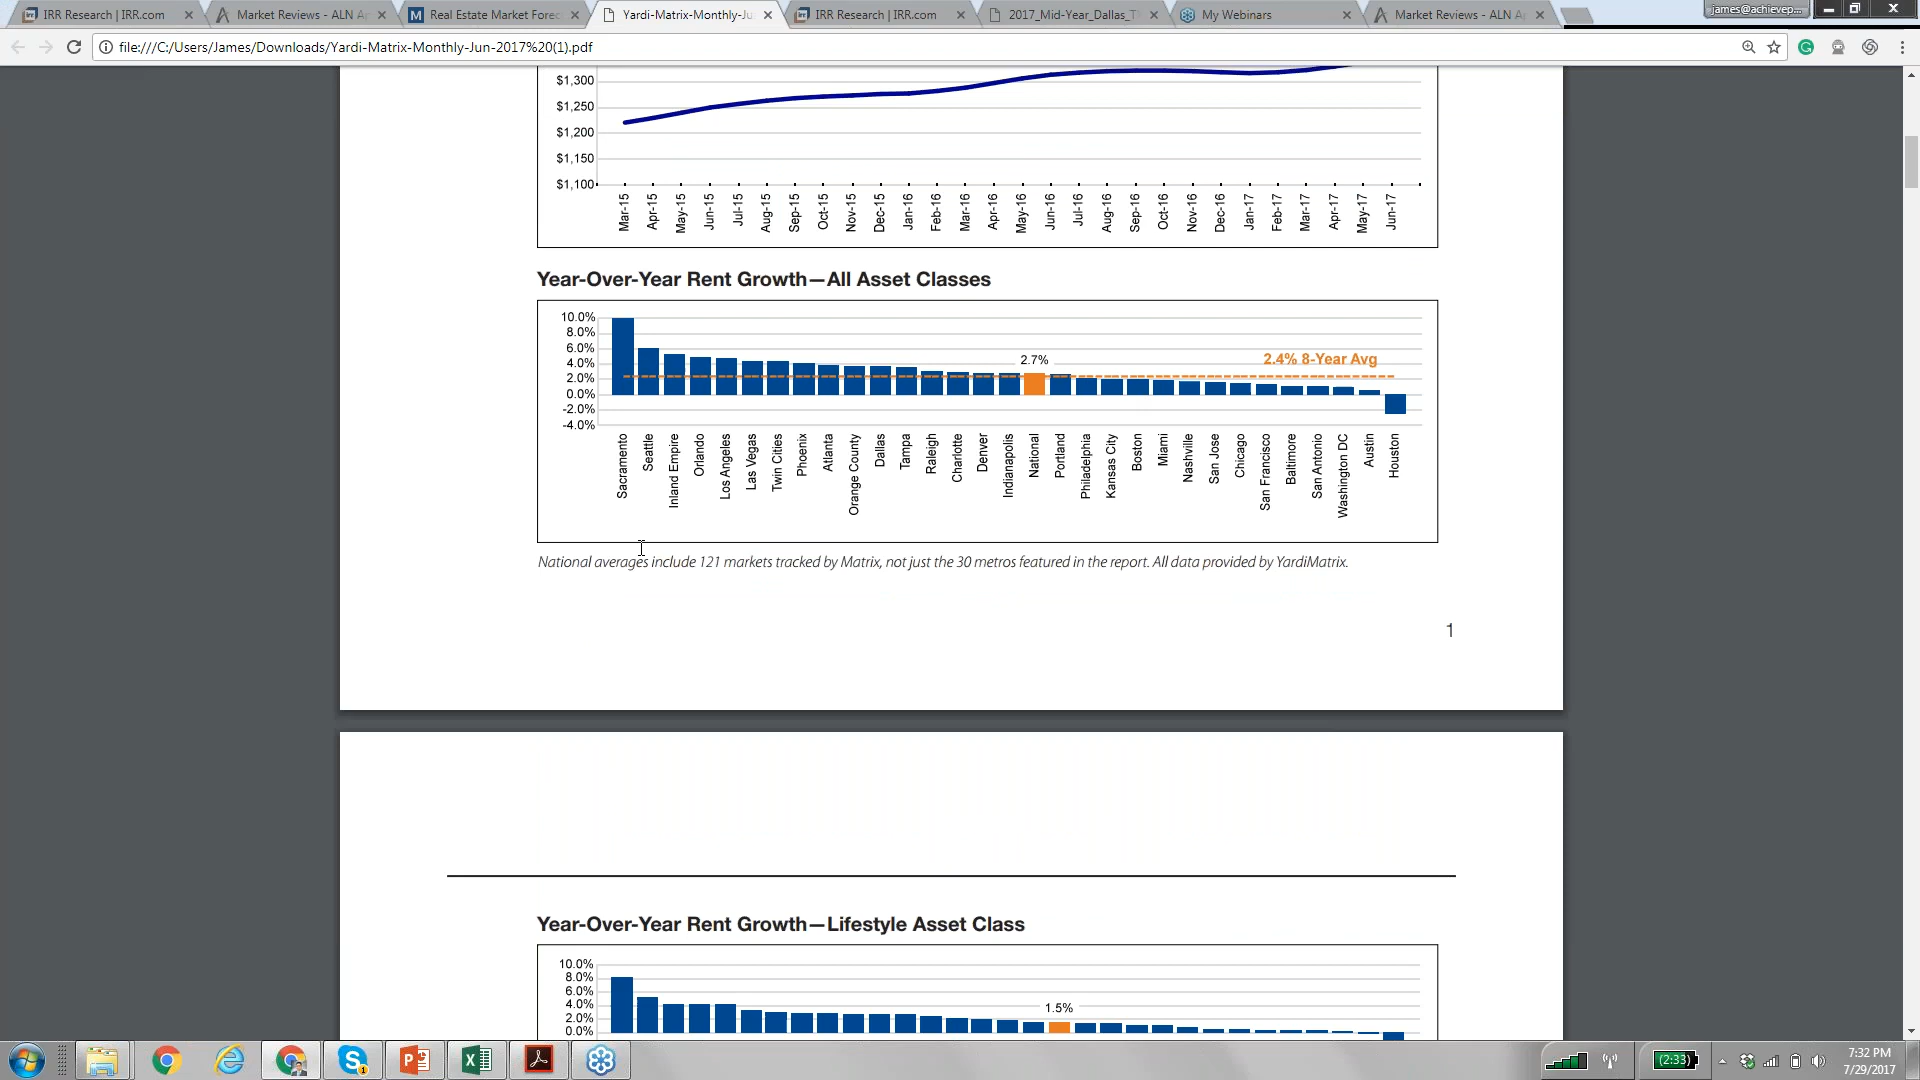 IRR Research | IRR.com
Market Reviews - ALN A
Real Estate Market Forec
Yardi-Matrix-Monthly-Ju
IRR Research | IRR.com
2017_Mid-Year_Dallas_T
My Webinars
Market Reviews - ALN A
james@achievep...
file:///C:/Users/James/Downloads/Yardi-Matrix-Monthly-Jun-2017%20(1).pdf
$1,300
$1,250
$1,200
$1,150
$1,100
Mar-15
Apr-15
May-15
Jun-15
Jul-15
Aug-15
Sep-15
Oct-15
Nov-15
Dec-15
Jan-16
Feb-16
Mar-16
Apr-16
May-16
Jun-16
Jul-16
Aug-16
Sep-16
Oct-16
Nov-16
Dec-16
Jan-17
Feb-17
Mar-17
Apr-17
May-17
Jun-17
Year-Over-Year Rent Growth—All Asset Classes
10.0%
8.0%
6.0%
4.0%
2.0%
0.0%
-2.0%
-4.0%
2.7%
2.4% 8-Year Avg
Sacramento
Seattle
Inland Empire
Orlando
Los Angeles
Las Vegas
Twin Cities
Phoenix
Atlanta
Orange County
Dallas
Tampa
Raleigh
Charlotte
Denver
Indianapolis
National
Portland
Philadelphia
Kansas City
Boston
Miami
Nashville
San Jose
Chicago
San Francisco
Baltimore
San Antonio
Washington DC
Austin
Houston
National averages include 121 markets tracked by Matrix, not just the 30 metros featured in the report. All data provided by YardiMatrix.
1
Year-Over-Year Rent Growth—Lifestyle Asset Class
10.0%
8.0%
6.0%
4.0%
2.0%
0.0%
1.5%
(2:33)
7:32 PM
7/29/2017